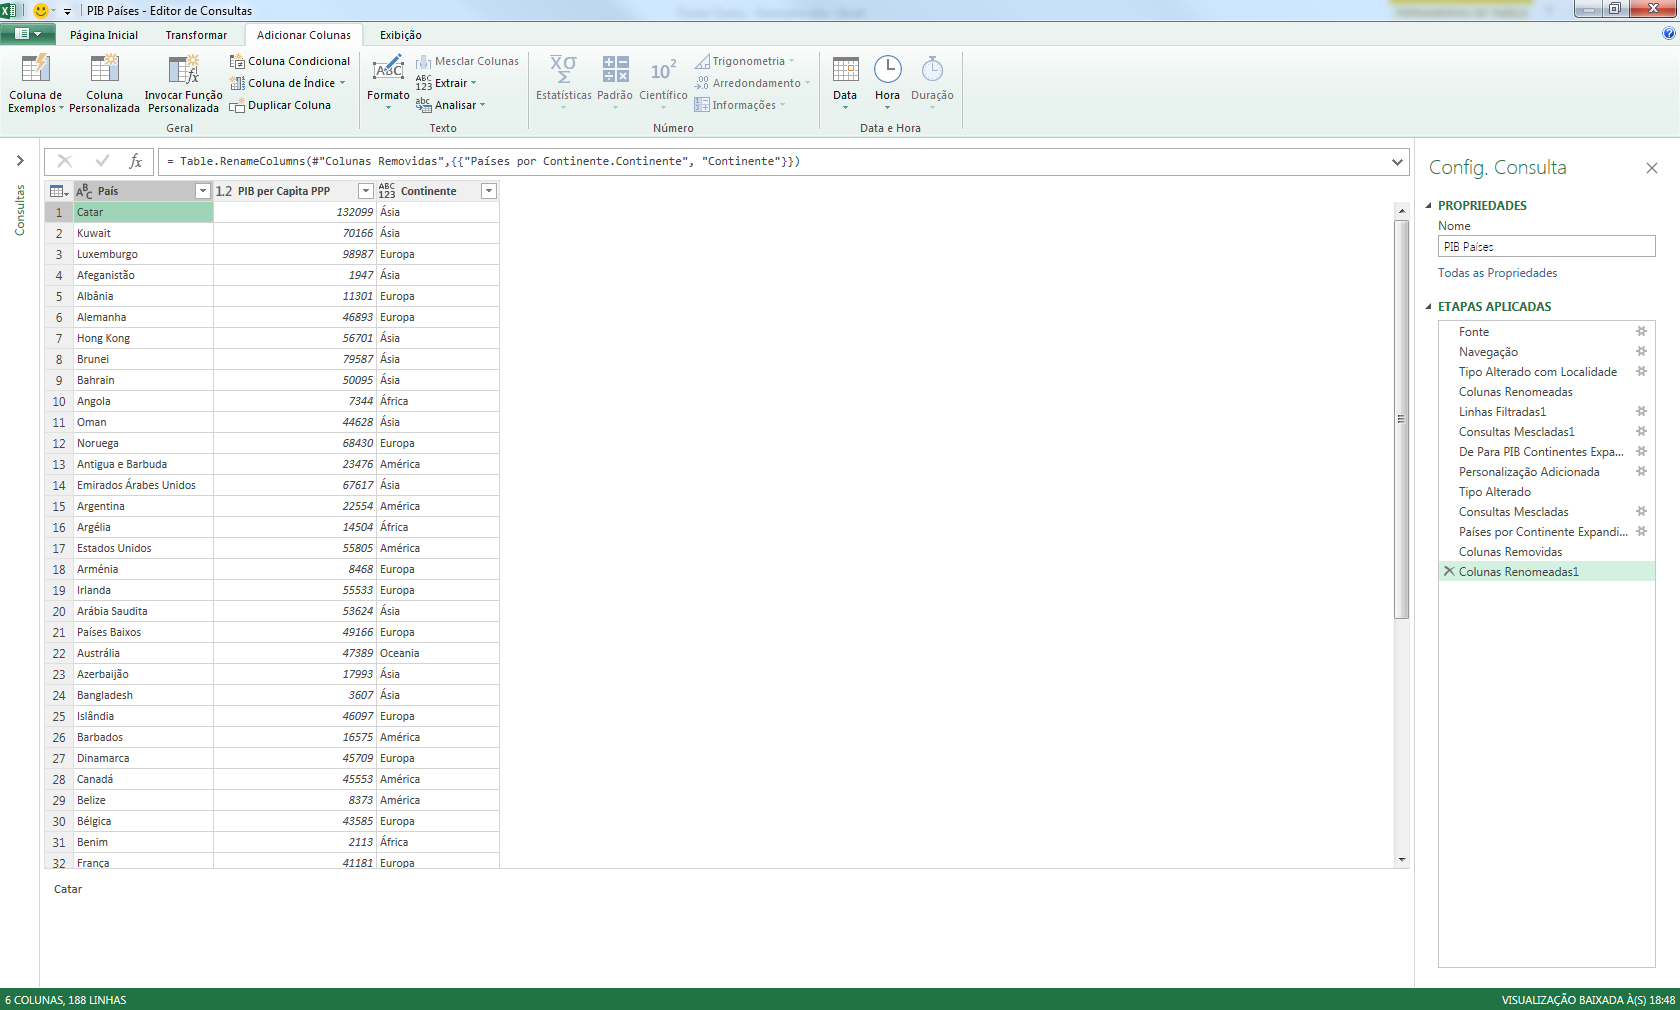 PIB Países - Editor de Consultas
Página Inicial Transformar Adicionar Colunas Exibição
Coluna de Exemplos
Coluna Personalizada
Invocar Função Personalizada
Coluna Condicional
Coluna de Índice
Duplicar Coluna
Geral
Formato
Mesclar Colunas
Extrair
Analisar
Texto
Estatísticas
Padrão
Científico
Trigonometria
Arredondamento
Informações
Número
Data
Hora
Duração
Data e Hora
Consultas
fx = Table.RenameColumns(#"Colunas Removidas",{{"Países por Continente.Continente", "Continente"}})
País 1.2 PIB per Capita PPP ABC 123 Continente
1 Catar 132099 Ásia
2 Kuwait 70166 Ásia
3 Luxemburgo 98987 Europa
4 Afeganistão 1947 Ásia
5 Albânia 11301 Europa
6 Alemanha 46893 Europa
7 Hong Kong 56701 Ásia
8 Brunei 79587 Ásia
9 Bahrain 50095 Ásia
10 Angola 7344 África
11 Oman 44628 Ásia
12 Noruega 68430 Europa
13 Antigua e Barbuda 23476 América
14 Emirados Árabes Unidos 67617 Ásia
15 Argentina 22554 América
16 Argélia 14504 África
17 Estados Unidos 55805 América
18 Arménia 8468 Europa
19 Irlanda 55533 Europa
20 Arábia Saudita 53624 Ásia
21 Países Baixos 49166 Europa
22 Austrália 47389 Oceania
23 Azerbaijão 17993 Ásia
24 Bangladesh 3607 Ásia
25 Islândia 46097 Europa
26 Barbados 16575 América
27 Dinamarca 45709 Europa
28 Canadá 45553 América
29 Belize 8373 América
30 Bélgica 43585 Europa
31 Benim 2113 África
32 França 41181 Europa
Catar
Config. Consulta
PROPRIEDADES
Nome
PIB Países
Todas as Propriedades
ETAPAS APLICADAS
Fonte
Navegação
Tipo Alterado com Localidade
Colunas Renomeadas
Linhas Filtradas1
Consultas Mescladas1
De Para PIB Continentes Expa...
Personalização Adicionada
Tipo Alterado
Consultas Mescladas
Países por Continente Expandi...
Colunas Removidas
Colunas Renomeadas1
6 COLUNAS, 188 LINHAS
VISUALIZAÇÃO BAIXADA À(S) 18:48